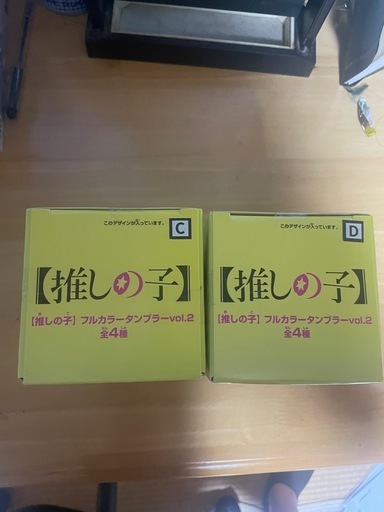 このデザインが入っています。 C
【推しの子】
【推しの子】フルカラータンブラーvol.2
全4種
このデザインが入っています。 D
【推しの子】
【推しの子】フルカラータンブラーvol.2
全4種